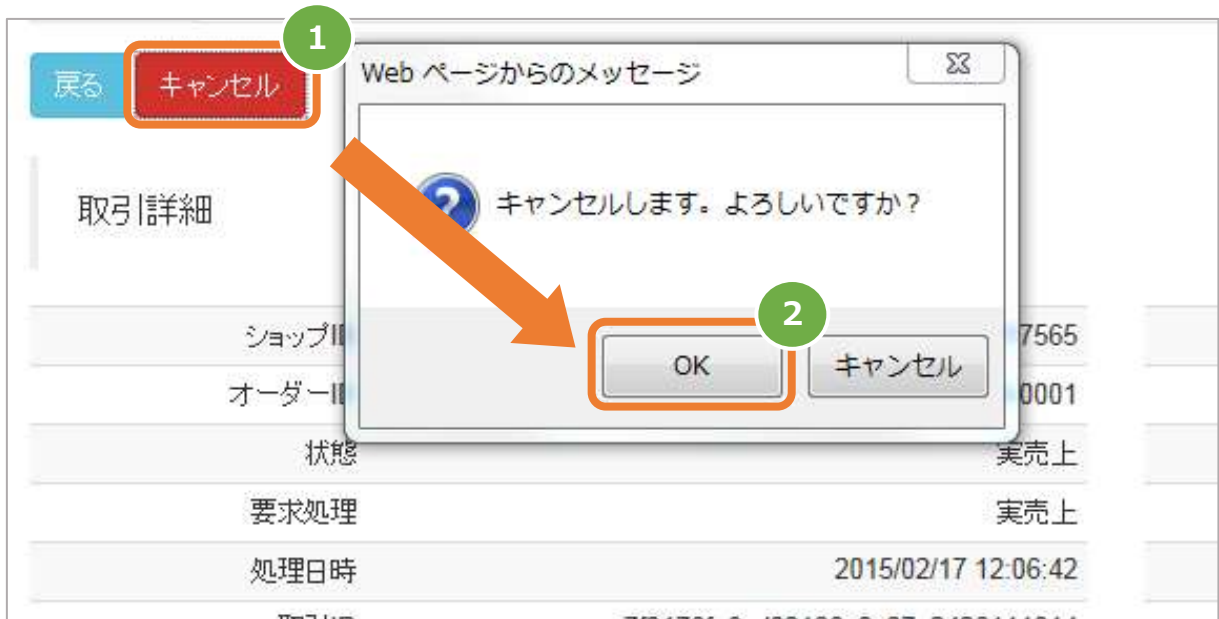 1
戻る キャンセル
Web ページからのメッセージ
キャンセルします。よろしいですか?
取引詳細
2
OK キャンセル
ショップI 7565
オーダーI 0001
状態 実売上
要求処理 実売上
処理日時 2015/02/17 12:06:42